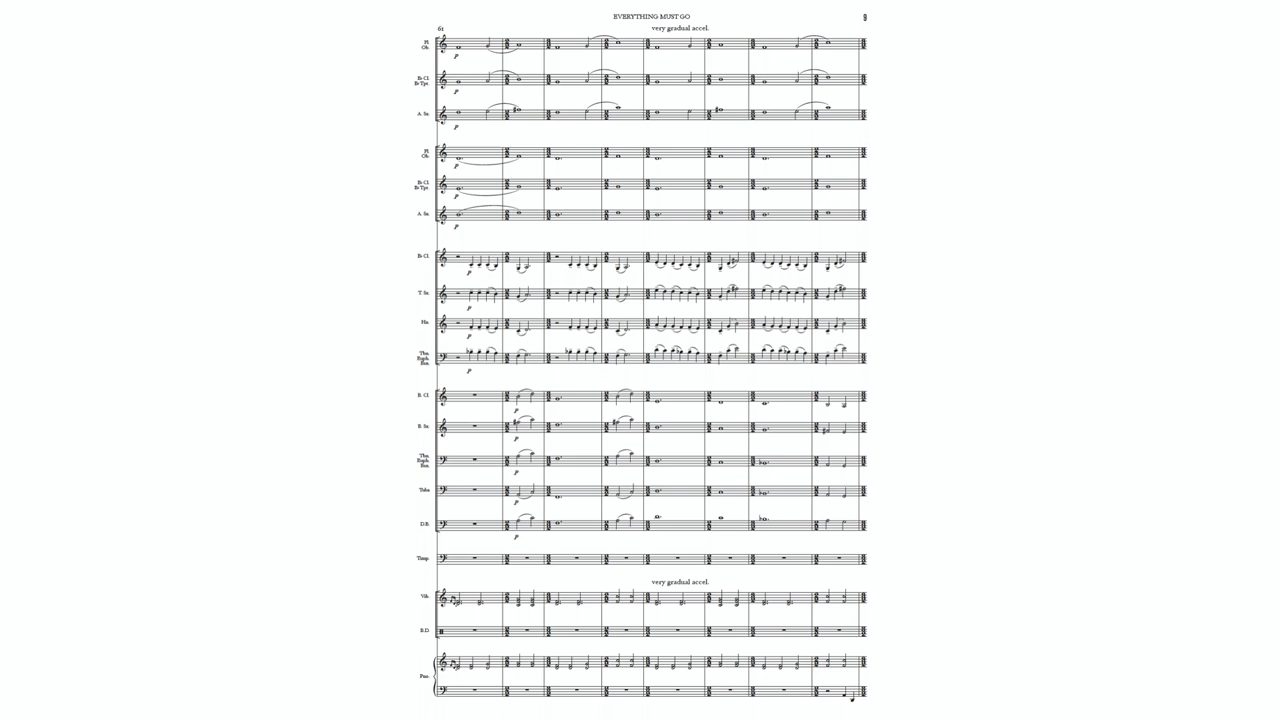 EVERYTHING MUST GO
9
61
very gradual accel.
Fl.
Ob.
p
B♭ Cl.
B♭ Tpt.
p
A. Sx.
p
Fl.
Ob.
p
B♭ Cl.
B♭ Tpt.
p
A. Sx.
p
B♭ Cl.
p
T. Sx.
p
Hn.
p
Tbn.
Euph.
Bsn.
p
B. Cl.
p
B. Sx.
p
Tbn.
Euph.
Bsn.
p
Tuba
p
D.B.
p
Timp.
very gradual accel.
Vib.
B.D.
Pno.